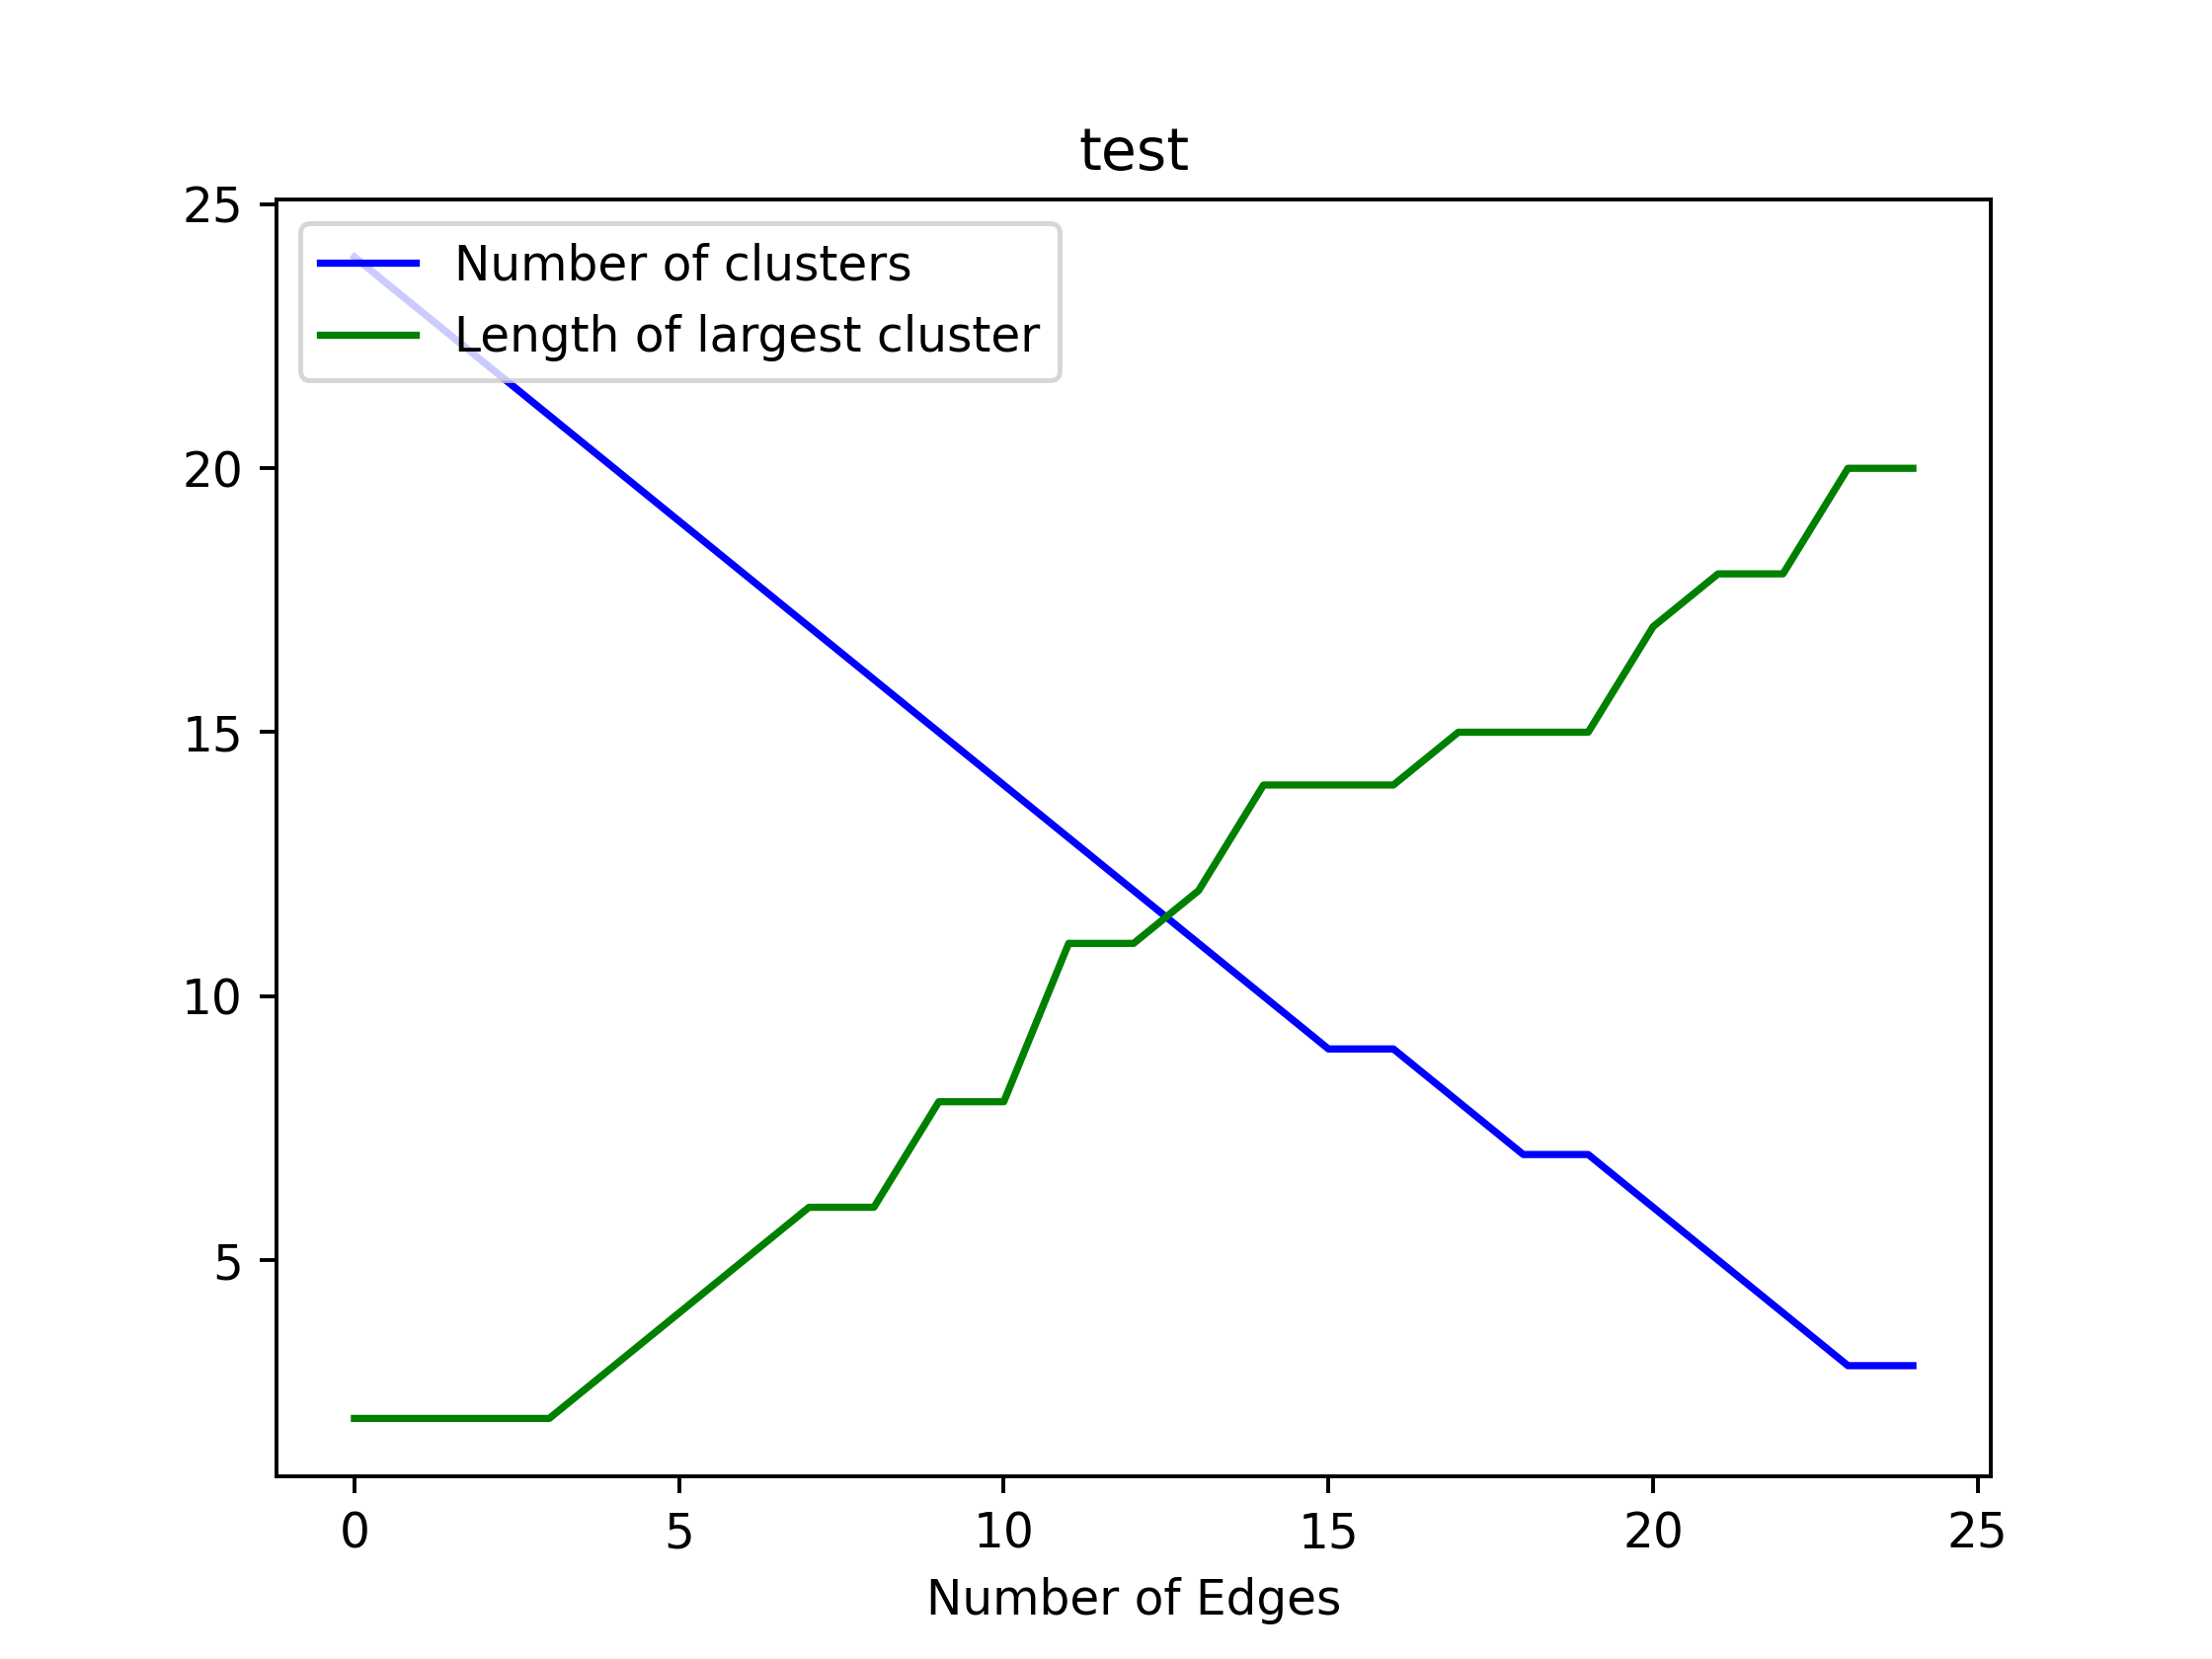 test
25
20
15
10
5
Number of clusters
Length of largest cluster
0 5 10 15 20 25
Number of Edges